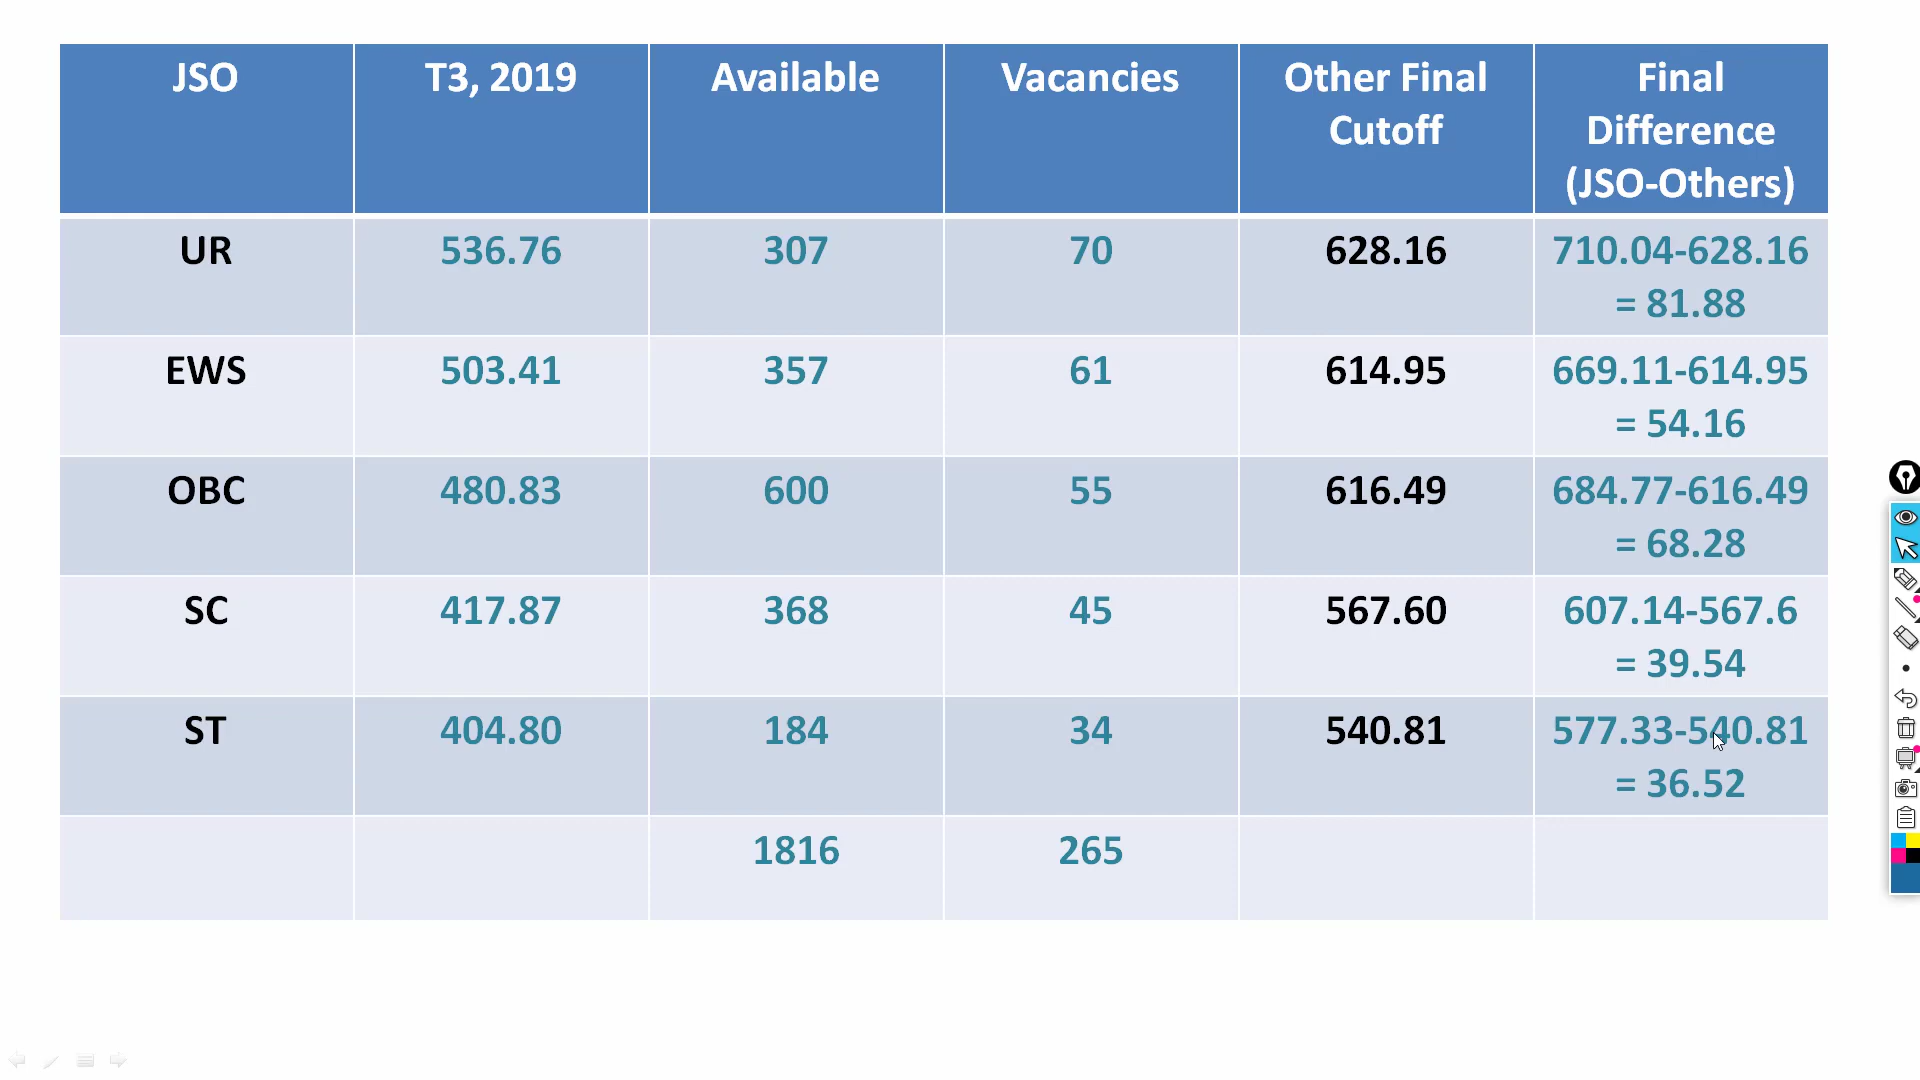 JSO
T3, 2019
Available
Vacancies
Other Final
Cutoff
Final
Difference
(JSO-Others)
UR
536.76
307
70
628.16
710.04-628.16
= 81.88
EWS
503.41
357
61
614.95
669.11-614.95
= 54.16
OBC
480.83
600
55
616.49
684.77-616.49
= 68.28
SC
417.87
368
45
567.60
607.14-567.6
= 39.54
ST
404.80
184
34
540.81
577.33-540.81
= 36.52
1816
265